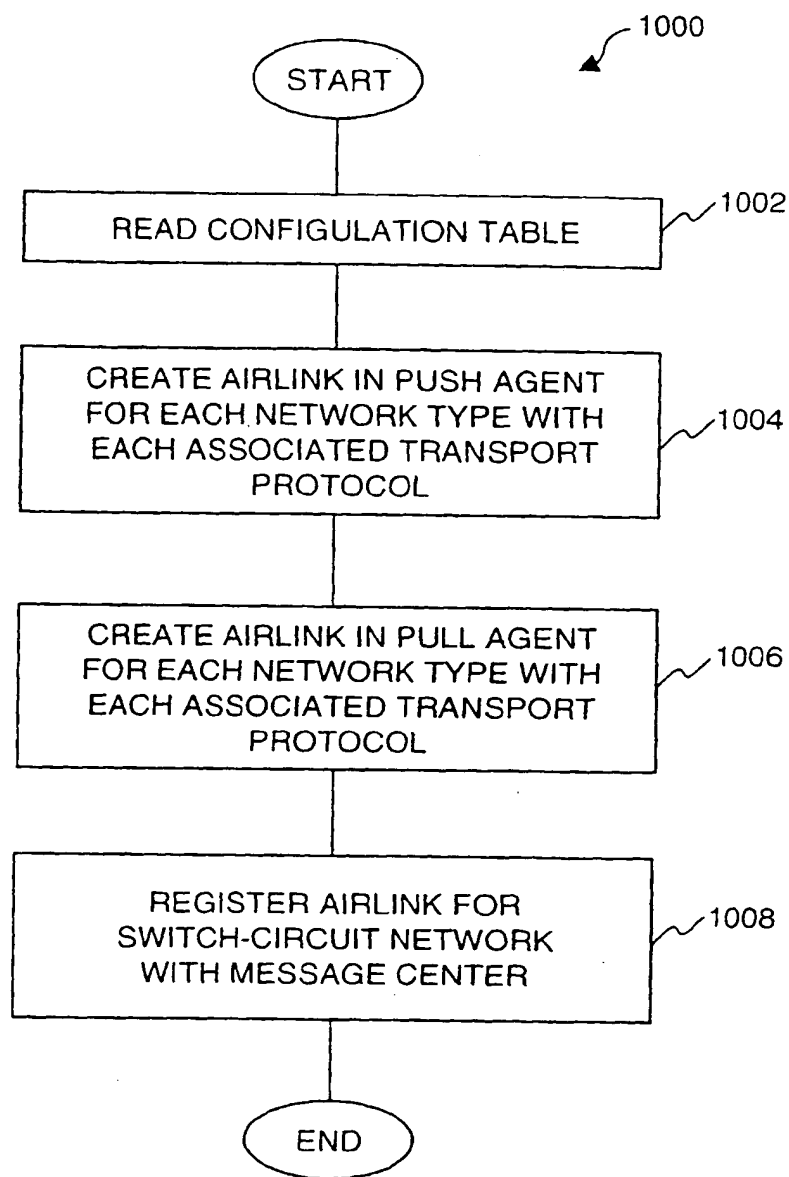 1000
START
READ CONFIGULATION TABLE
1002
CREATE AIRLINK IN PUSH AGENT
FOR EACH NETWORK TYPE WITH
EACH ASSOCIATED TRANSPORT
PROTOCOL
1004
CREATE AIRLINK IN PULL AGENT
FOR EACH NETWORK TYPE WITH
EACH ASSOCIATED TRANSPORT
PROTOCOL
1006
REGISTER AIRLINK FOR
SWITCH-CIRCUIT NETWORK
WITH MESSAGE CENTER
1008
END